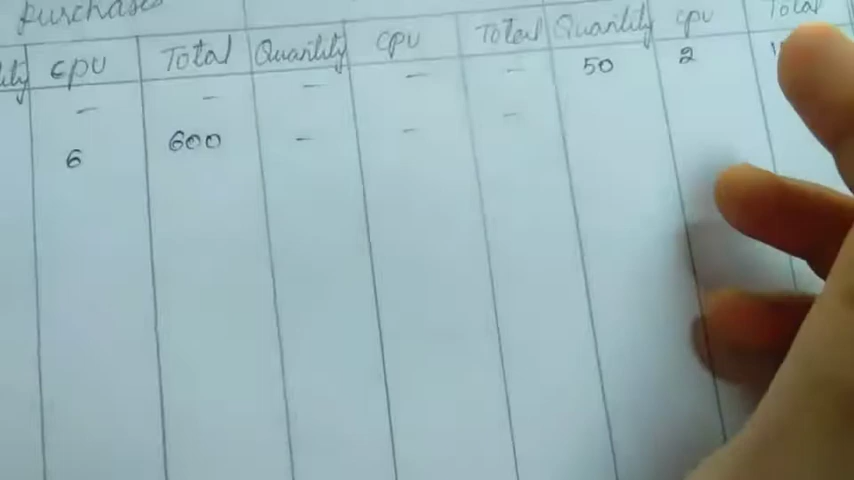 Purchases
CPU Total Quantity CPU Total Quantity CPU Total
- - - - - 50 2
6 600 - - -